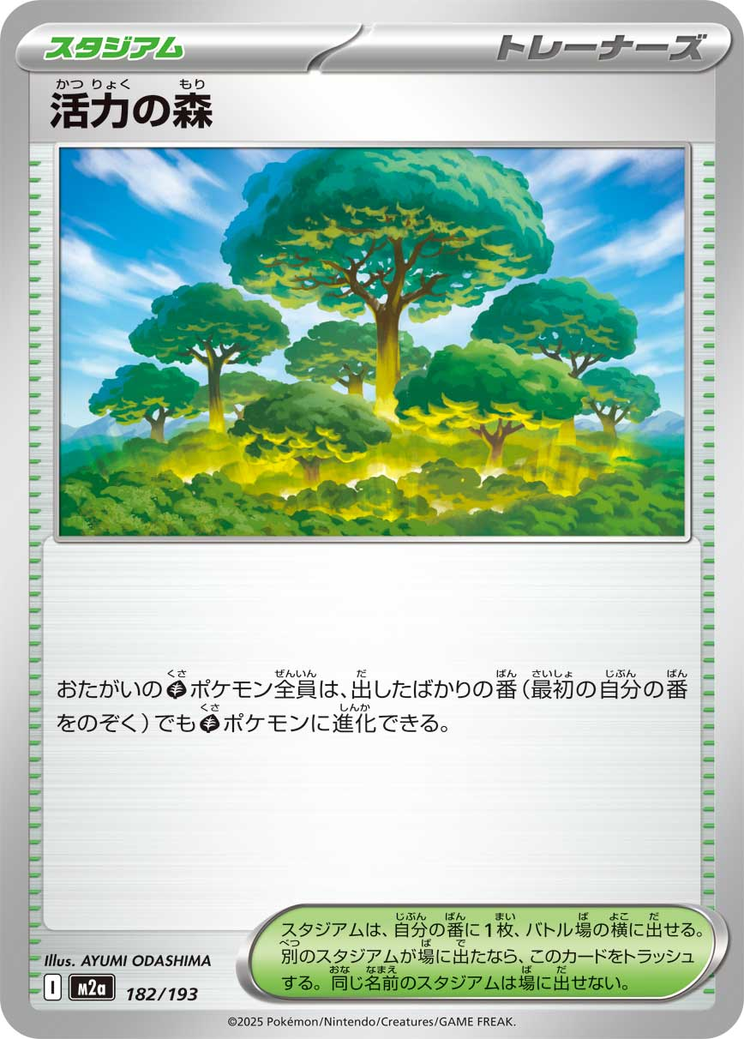 スタジアム
トレーナーズ
かつ りょく もり
活力の森
くさ ぜんいん だ ばん さいしょ じぶん ばん
おたがいのポケモン全員は、出したばかりの番(最初の自分の番
くさ しんか
をのぞく)でもポケモンに進化できる。
じぶん ばん まい ば よこ だ
スタジアムは、自分の番に1枚、バトル場の横に出せる。
べつ ば で
別のスタジアムが場に出たなら、このカードをトラッシュ
おな なまえ ば だ
する。同じ名前のスタジアムは場に出せない。
Illus. AYUMI ODASHIMA
I m2a 182/193
©2025 Pokémon/Nintendo/Creatures/GAME FREAK.